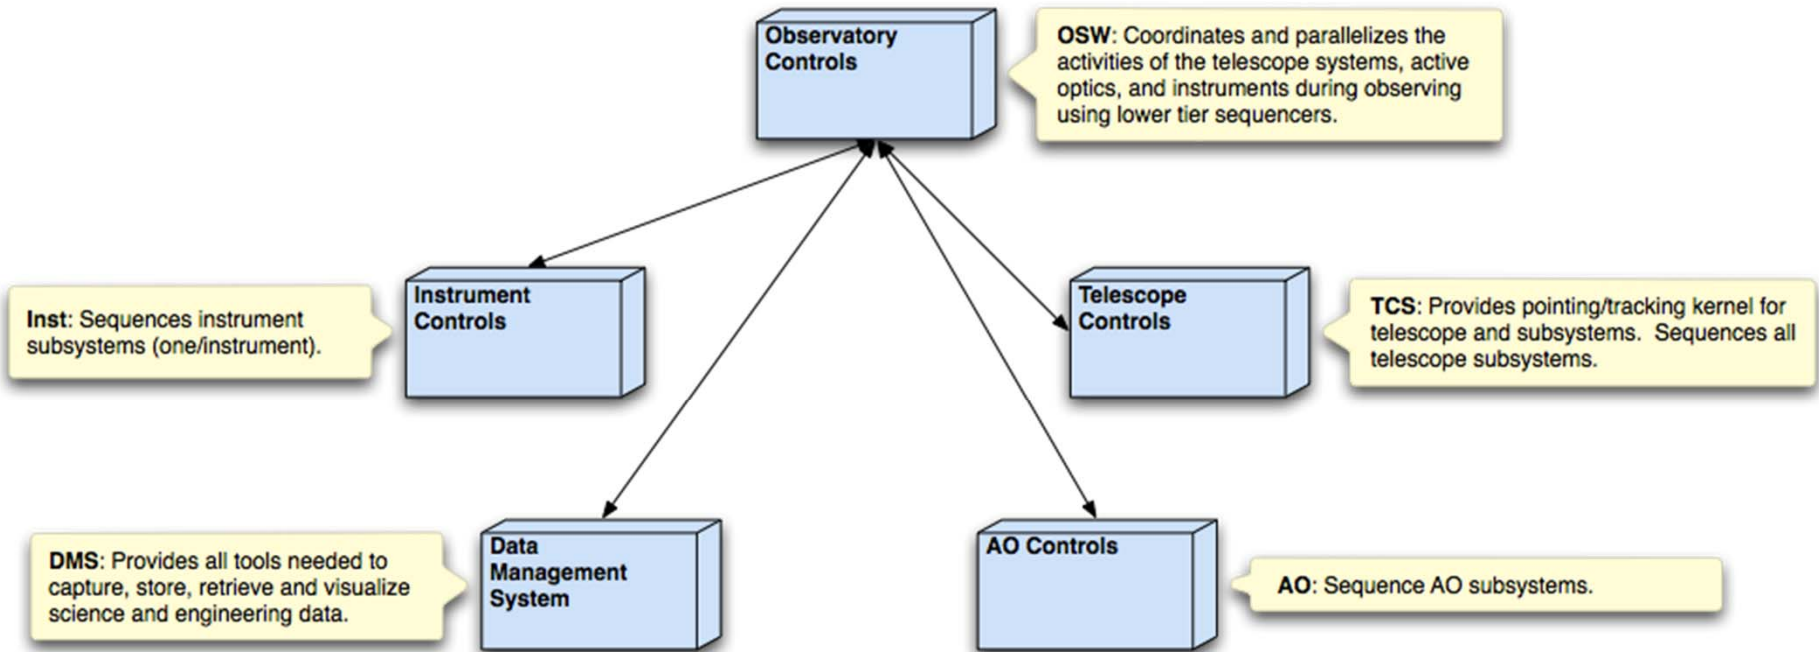 Observatory
Controls
OSW: Coordinates and parallelizes the
activities of the telescope systems, active
optics, and instruments during observing
using lower tier sequencers.
Inst: Sequences instrument
subsystems (one/instrument).
Instrument
Controls
Telescope
Controls
TCS: Provides pointing/tracking kernel for
telescope and subsystems.  Sequences all
telescope subsystems.
DMS: Provides all tools needed to
capture, store, retrieve and visualize
science and engineering data.
Data
Management
System
AO Controls
AO: Sequence AO subsystems.